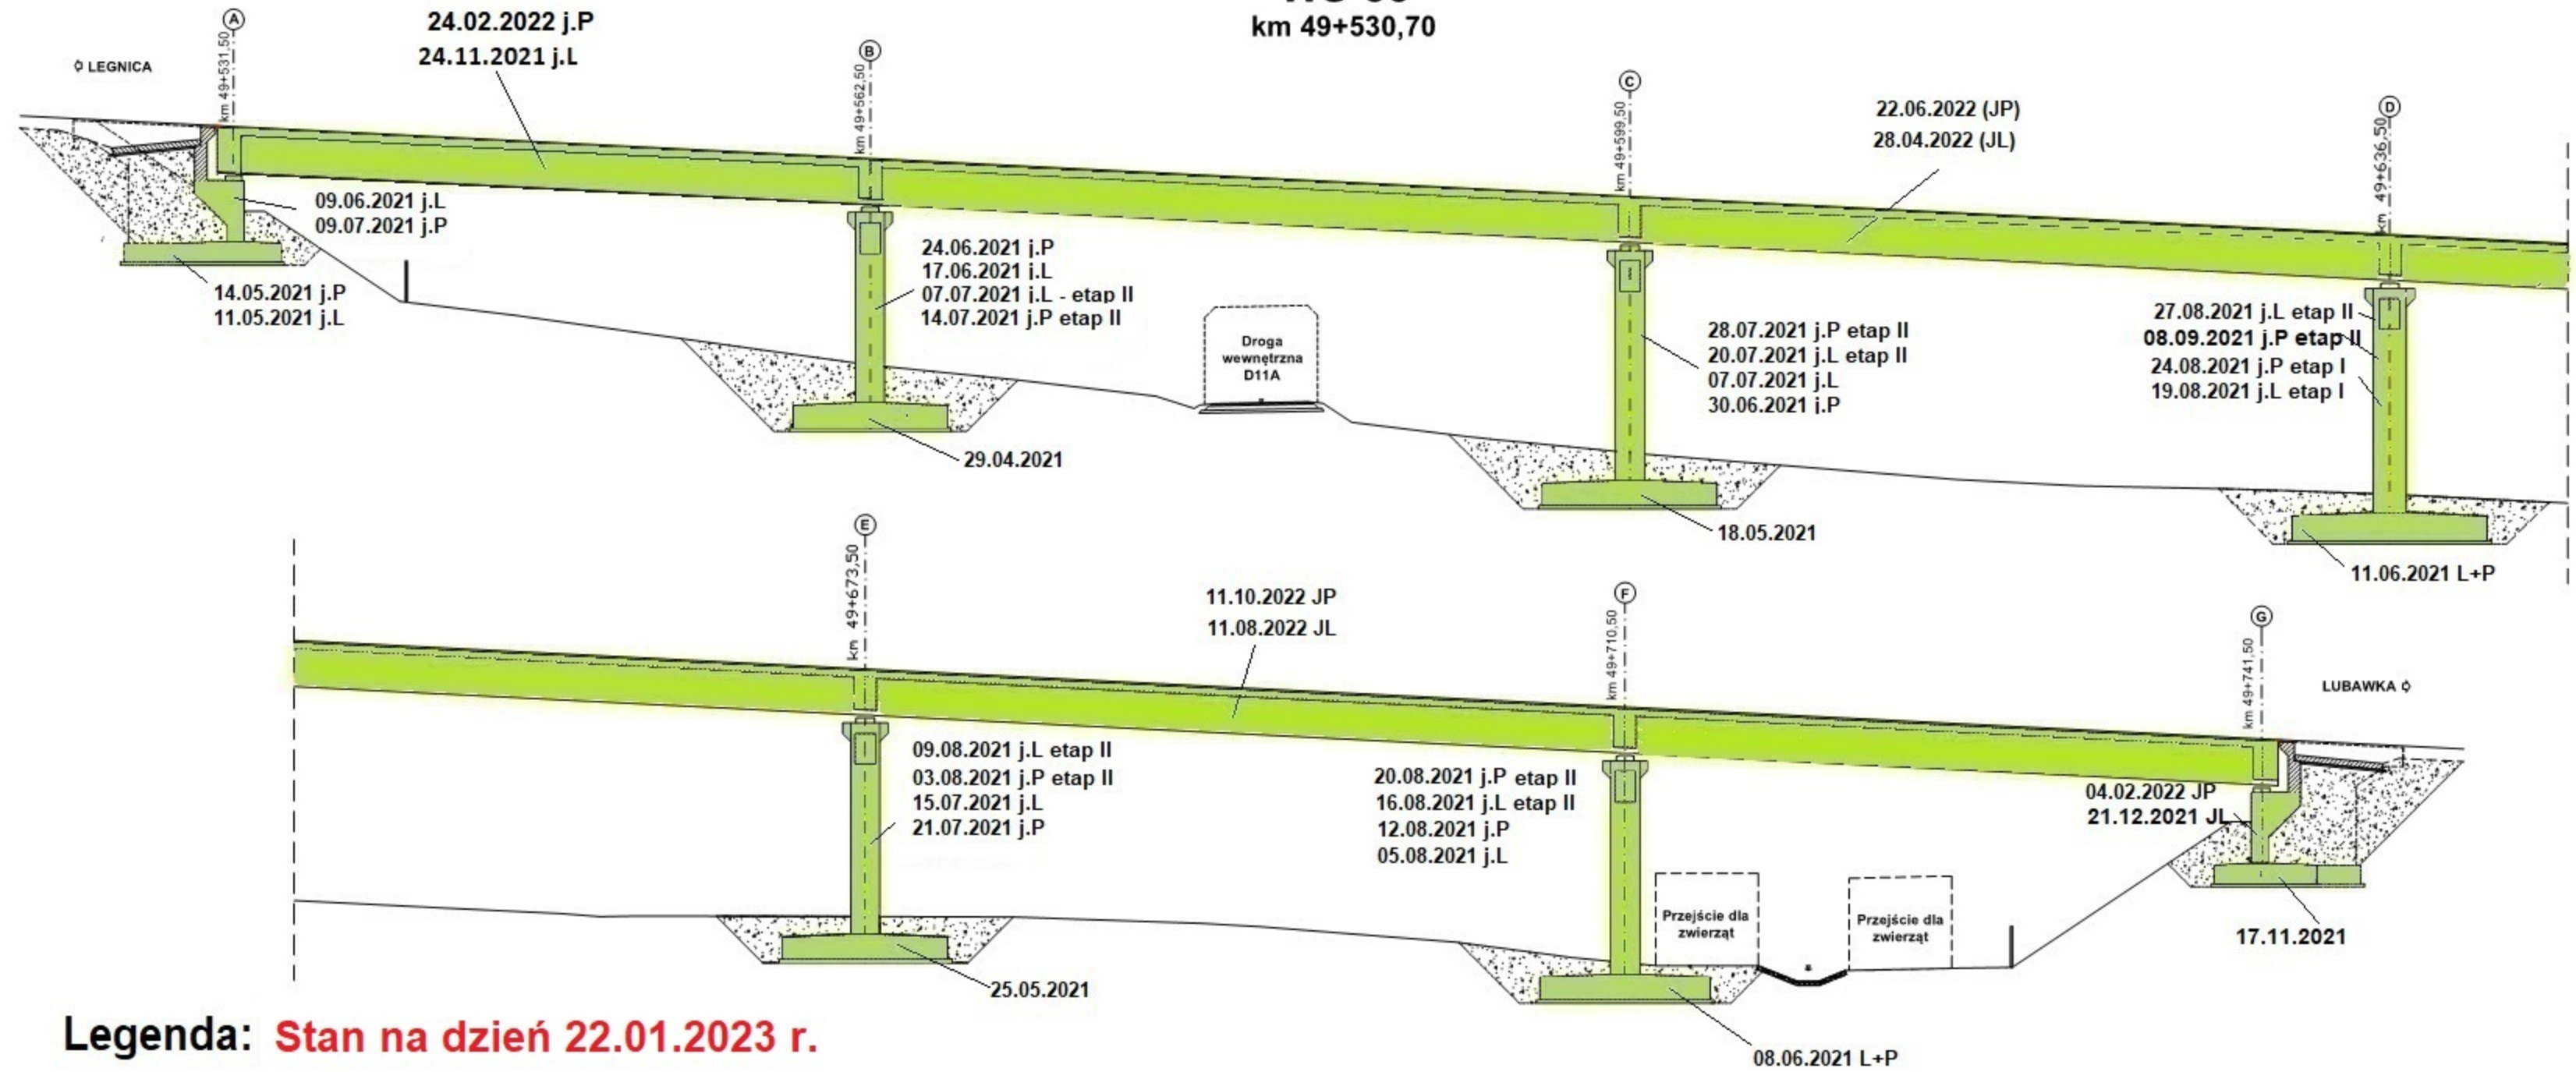 km 49+530,70
A
km 49+531,50
LEGNICA
24.02.2022 j.P
24.11.2021 j.L
B
km 49+562,50
C
km 49+599,50
22.06.2022 (JP)
28.04.2022 (JL)
D
km 49+636,50
09.06.2021 j.L
09.07.2021 j.P
14.05.2021 j.P
11.05.2021 j.L
24.06.2021 j.P
17.06.2021 j.L
07.07.2021 j.L - etap II
14.07.2021 j.P etap II
29.04.2021
Droga
wewnętrzna
D11A
28.07.2021 j.P etap II
20.07.2021 j.L etap II
07.07.2021 j.L
30.06.2021 j.P
18.05.2021
27.08.2021 j.L etap II
08.09.2021 j.P etap II
24.08.2021 j.P etap I
19.08.2021 j.L etap I
11.06.2021 L+P
E
km 49+673,50
11.10.2022 JP
11.08.2022 JL
F
km 49+710,50
G
km 49+741,50
LUBAWKA
09.08.2021 j.L etap II
03.08.2021 j.P etap II
15.07.2021 j.L
21.07.2021 j.P
25.05.2021
20.08.2021 j.P etap II
16.08.2021 j.L etap II
12.08.2021 j.P
05.08.2021 j.L
Przejście dla
zwierząt
Przejście dla
zwierząt
04.02.2022 JP
21.12.2021 JL
17.11.2021
08.06.2021 L+P
Legenda: Stan na dzień 22.01.2023 r.